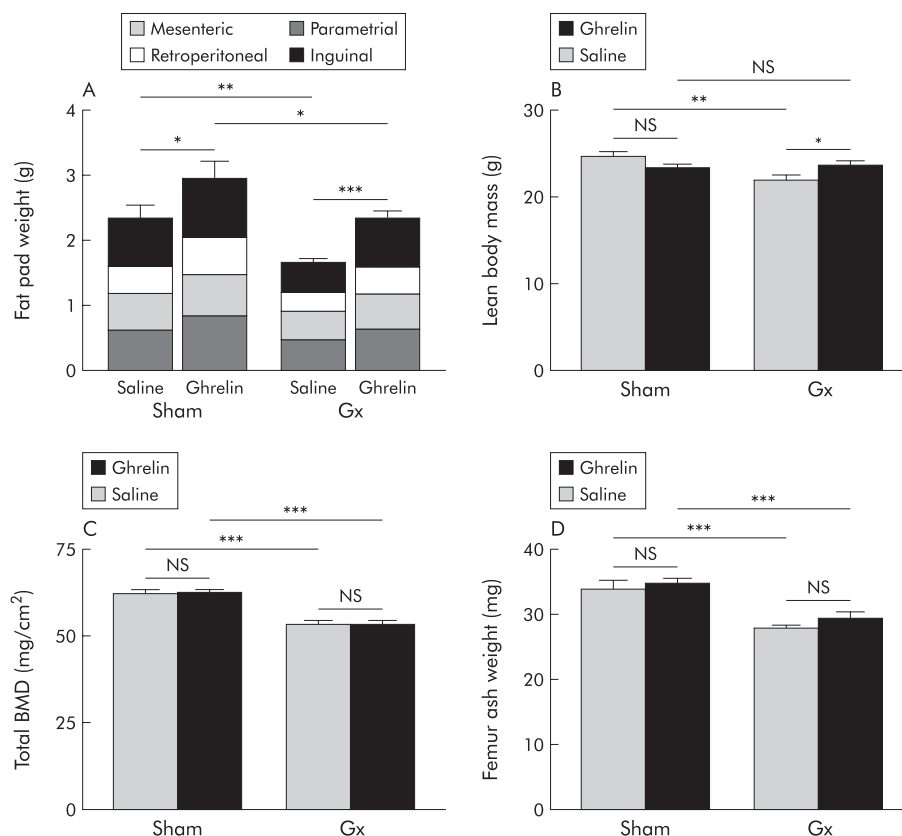 Mesenteric Parametrial
Retroperitoneal Inguinal
A
**
*
*
***
Fat pad weight (g)
4
3
2
1
0
Saline Ghrelin Saline Ghrelin
Sham Gx
Ghrelin
Saline
B
NS
**
NS
*
Lean body mass (g)
30
20
10
0
Sham Gx
Ghrelin
Saline
C
***
***
NS
NS
Total BMD (mg/cm²)
75
50
25
0
Sham Gx
Ghrelin
Saline
D
***
***
NS
NS
Femur ash weight (mg)
40
30
20
10
0
Sham Gx